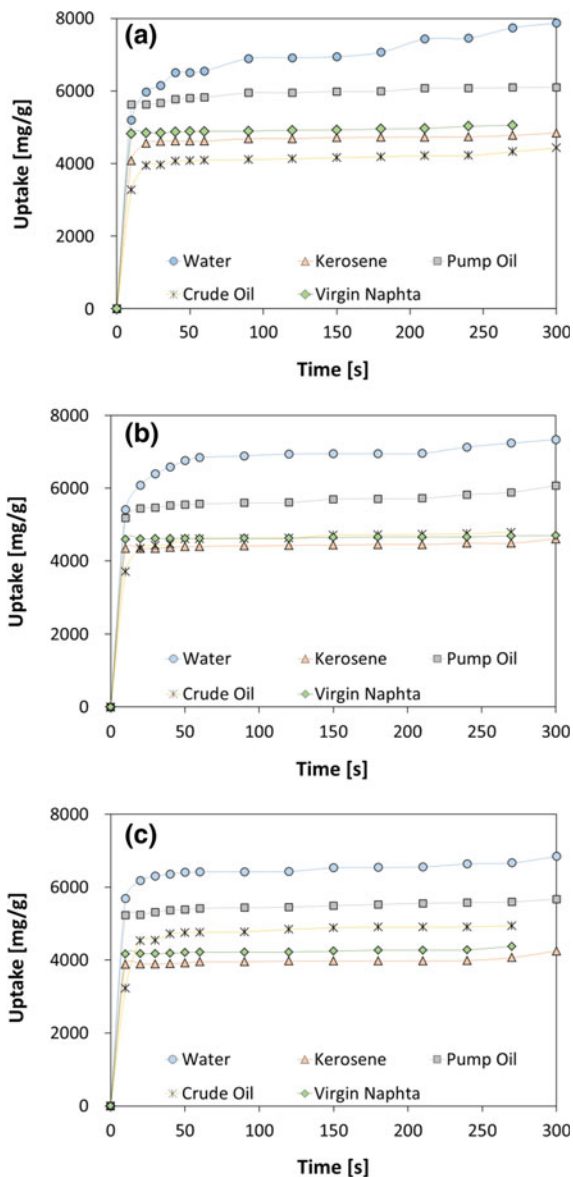 (a)
8000
6000
4000
2000
0
Uptake [mg/g]
Water Kerosene Pump Oil
Crude Oil Virgin Naphta
0 50 100 150 200 250 300
Time [s]
(b)
8000
6000
4000
2000
0
Uptake [mg/g]
Water Kerosene Pump Oil
Crude Oil Virgin Naphta
0 50 100 150 200 250 300
Time [s]
(c)
8000
6000
4000
2000
0
Uptake [mg/g]
Water Kerosene Pump Oil
Crude Oil Virgin Naphta
0 50 100 150 200 250 300
Time [s]